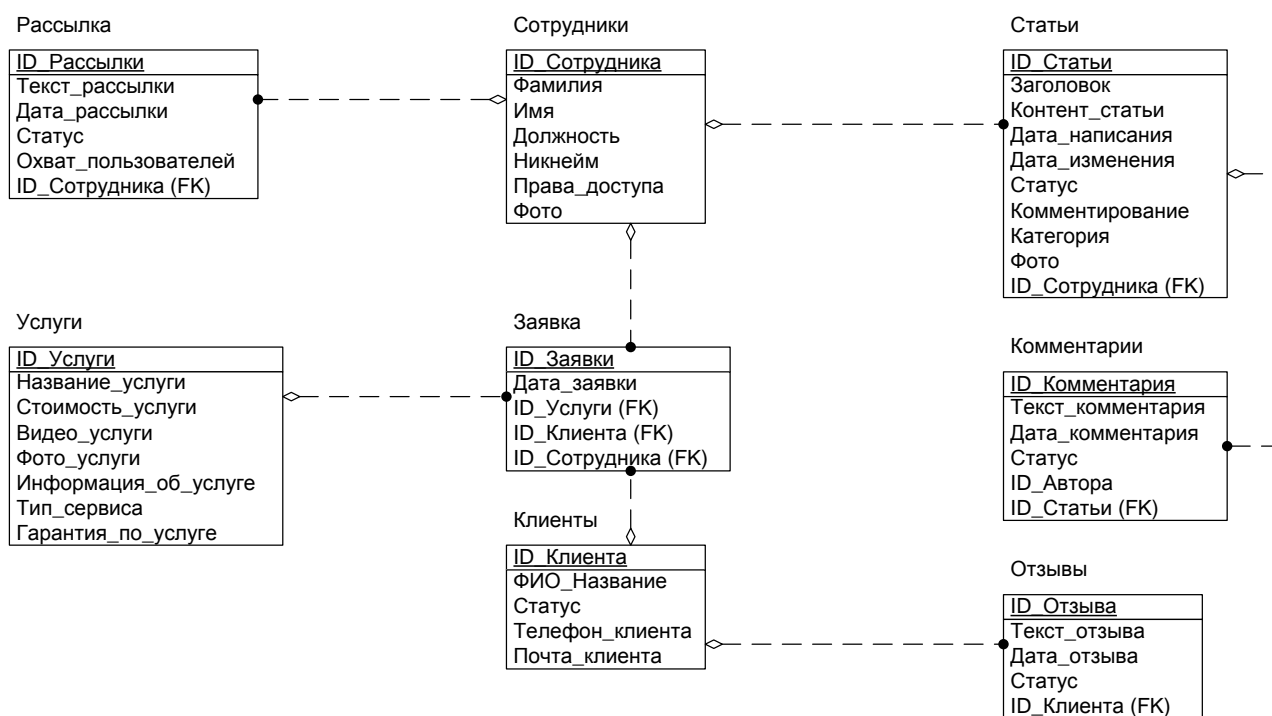 Рассылка
ID_Рассылки
Текст_рассылки
Дата_рассылки
Статус
Охват_пользователей
ID_Сотрудника (FK)
Сотрудники
ID_Сотрудника
Фамилия
Имя
Должность
Никнейм
Права_доступа
Фото
Статьи
ID_Статьи
Заголовок
Контент_статьи
Дата_написания
Дата_изменения
Статус
Комментирование
Категория
Фото
ID_Сотрудника (FK)
Услуги
ID_Услуги
Название_услуги
Стоимость_услуги
Видео_услуги
Фото_услуги
Информация_об_услуге
Тип_сервиса
Гарантия_по_услуге
Заявка
ID_Заявки
Дата_заявки
ID_Услуги (FK)
ID_Клиента (FK)
ID_Сотрудника (FK)
Комментарии
ID_Комментария
Текст_комментария
Дата_комментария
Статус
ID_Автора
ID_Статьи (FK)
Клиенты
ID_Клиента
ФИО_Название
Статус
Телефон_клиента
Почта_клиента
Отзывы
ID_Отзыва
Текст_отзыва
Дата_отзыва
Статус
ID_Клиента (FK)